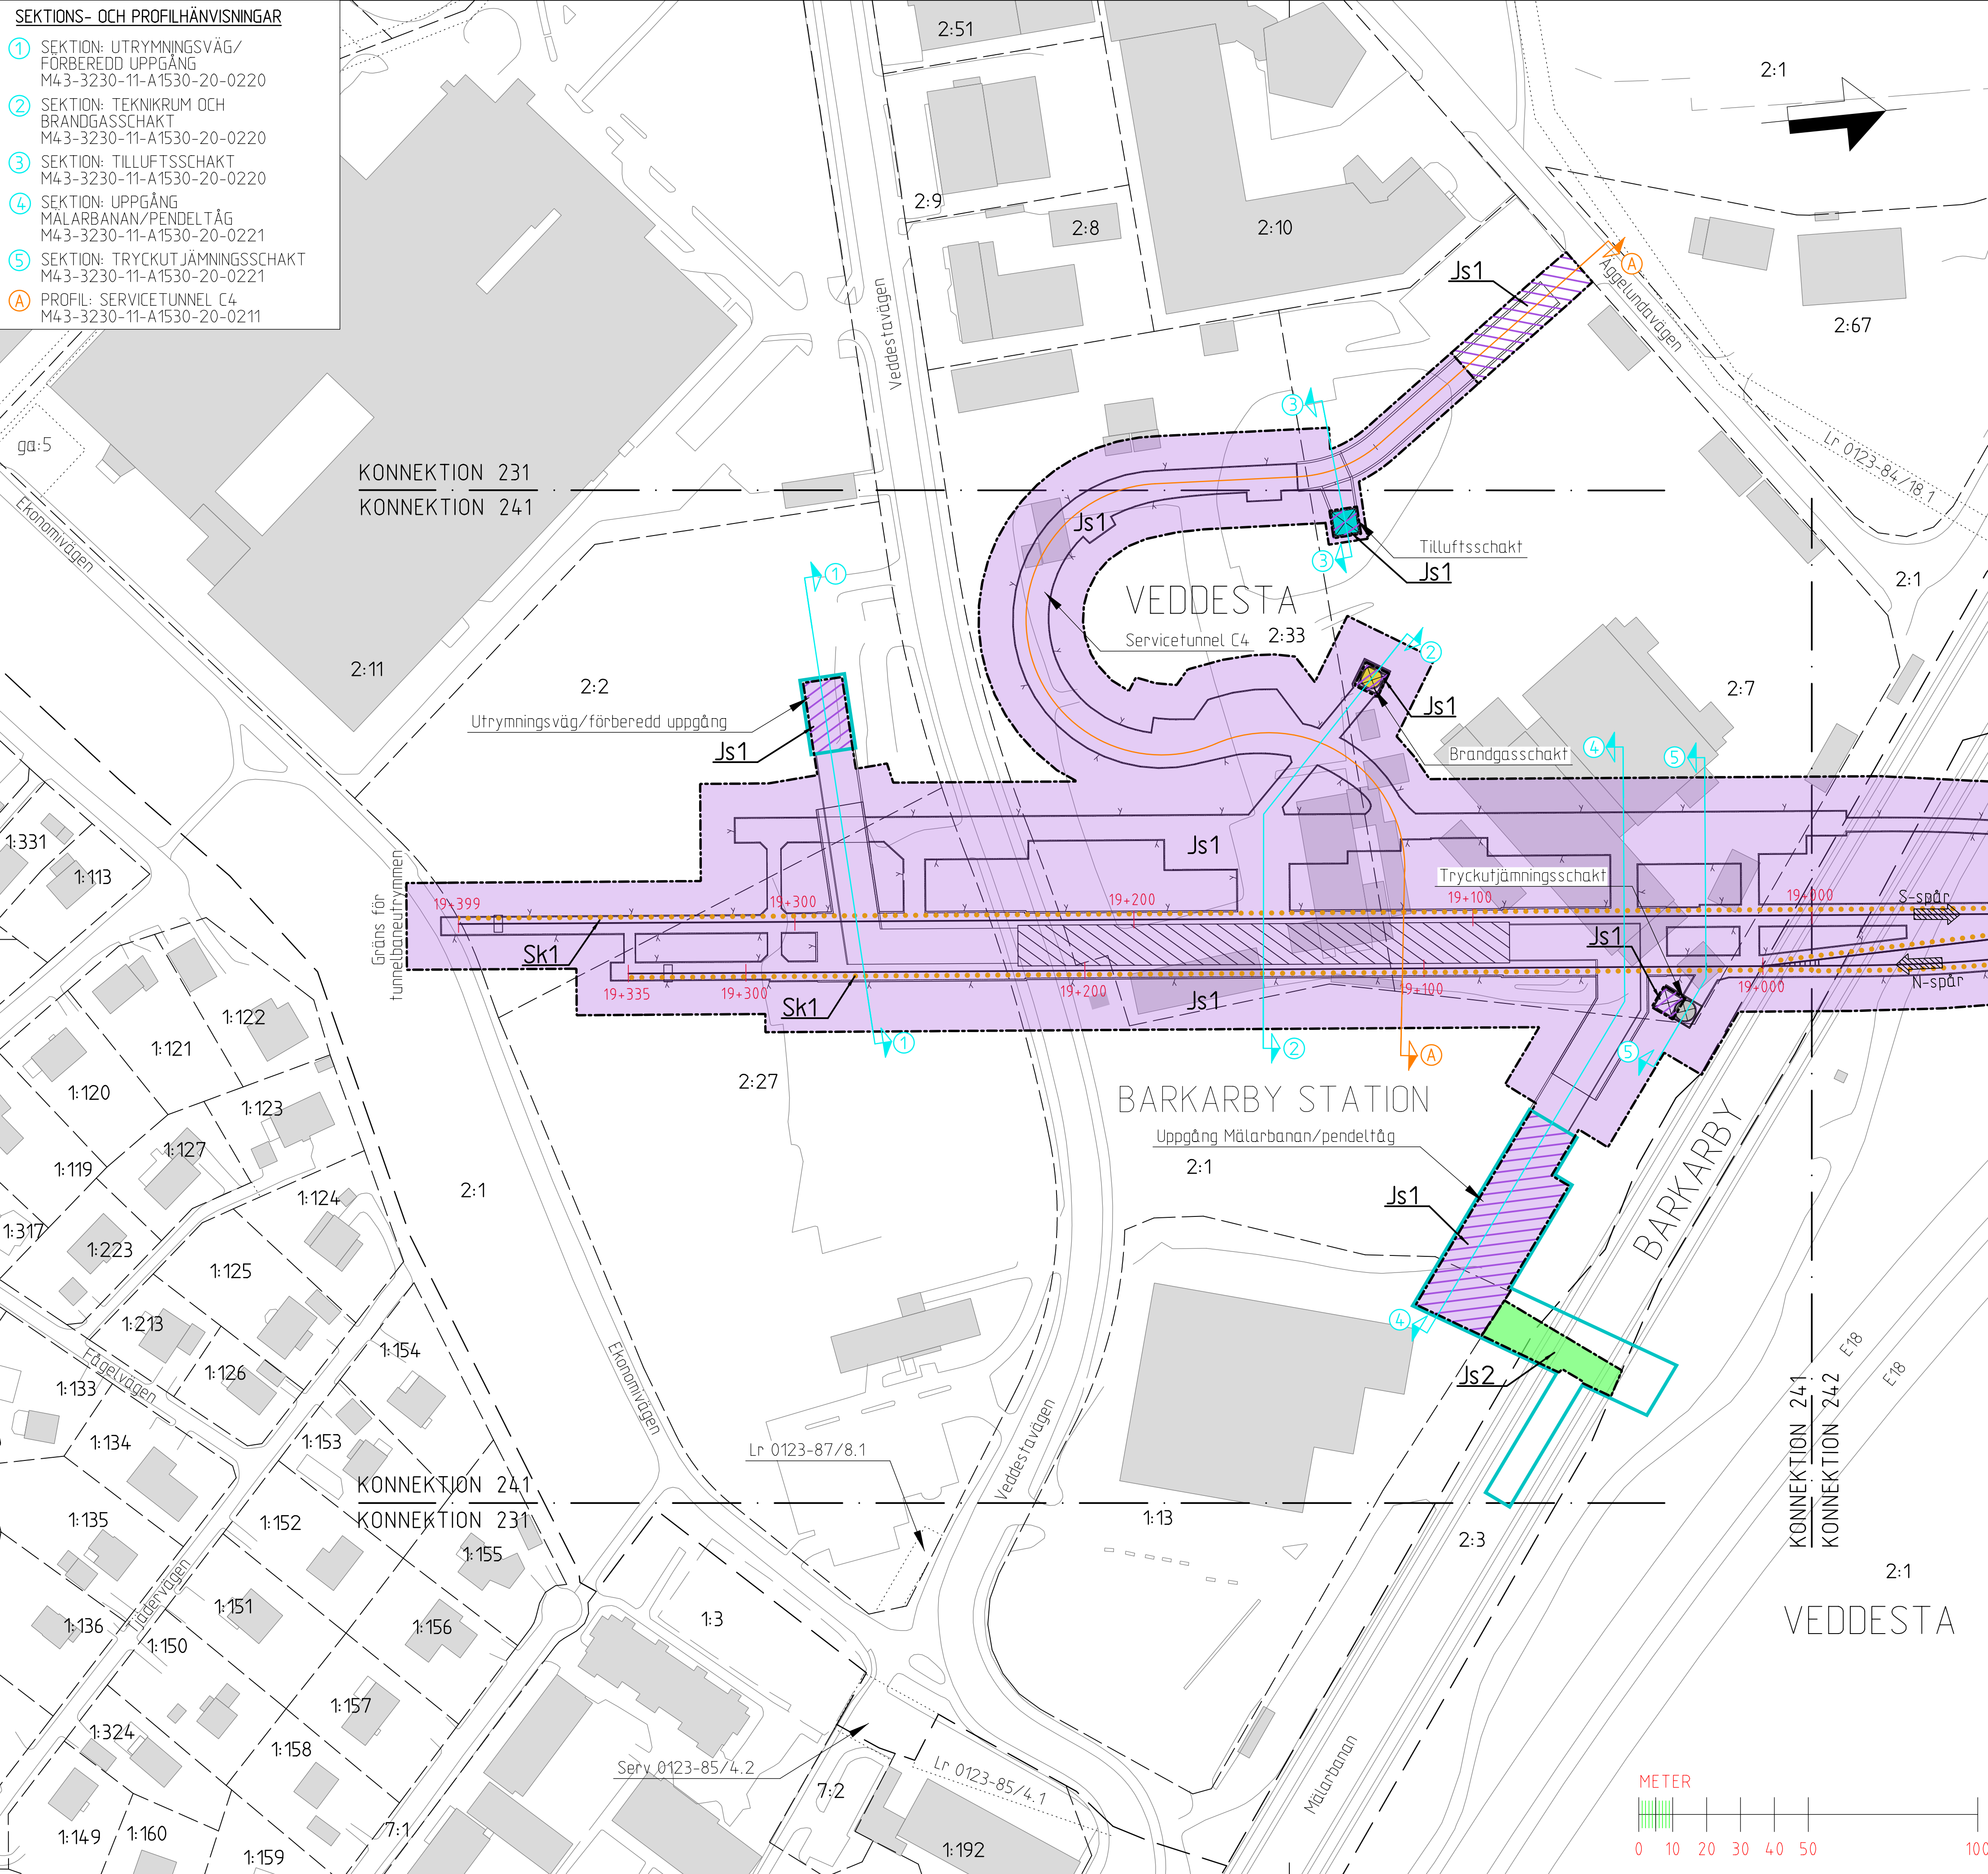 SEKTIONS- OCH PROFILHÄNVISNINGAR
1 SEKTION: UTRYMNINGSVÄG/
FÖRBEREDD UPPGÅNG
M43-3230-11-A1530-20-0220
2 SEKTION: TEKNIKRUM OCH
BRANDGASSCHAKT
M43-3230-11-A1530-20-0220
3 SEKTION: TILLUFTSSCHAKT
M43-3230-11-A1530-20-0220
4 SEKTION: UPPGÅNG
MÄLARBANAN/PENDELTÅG
M43-3230-11-A1530-20-0221
5 SEKTION: TRYCKUTJÄMNINGSSCHAKT
M43-3230-11-A1530-20-0221
A PROFIL: SERVICETUNNEL C4
M43-3230-11-A1530-20-0211
2:51
2:1
2:9
2:8
2:10
Js1
A
Äggelundavägen
2:67
Veddestavägen
3
ga:5
Lr 0123-84/18.1
KONNEKTION 231
KONNEKTION 241
Ekonomivägen
Js1
Tilluftsschakt
3
Js1
1
2:1
VEDDESTA
Servicetunnel C4
2:33
2
2:11
2:2
2:7
Utrymningsväg/förberedd uppgång
Js1
Js1
Brandgasschakt
4
5
1:331
1:113
Js1
Tryckutjämningsschakt
Gräns för
tunnelbaneutrymmen
19+399
19+300
19+200
19+100
19+000
S-spår
Sk1
Js1
19+335
19+300
19+200
19+100
19+000
N-spår
Sk1
Js1
1:122
1:121
1
2
A
5
1:120
2:27
1:123
BARKARBY STATION
Uppgång Mälarbanan/pendeltåg
1:127
1:119
2:1
2:1
1:124
Js1
BARKARBY
1:317
1:223
1:125
1:213
4
1:154
E18
E18
Fågelvägen
1:126
1:133
Js2
Ekonomivägen
KONNEKTION 241
KONNEKTION 242
1:134
1:153
Lr 0123-87/8.1
Veddestavägen
KONNEKTION 241
KONNEKTION 231
1:135
1:152
1:13
2:3
1:155
2:1
Tjädervägen
1:136
1:151
1:3
VEDDESTA
1:150
1:156
1:157
1:324
1:158
Serv 0123-85/4.2
Lr 0123-85/4.1
Mälarbanan
7:2
METER
1:149
1:160
7:1
1:159
1:192
0 10 20 30 40 50 100